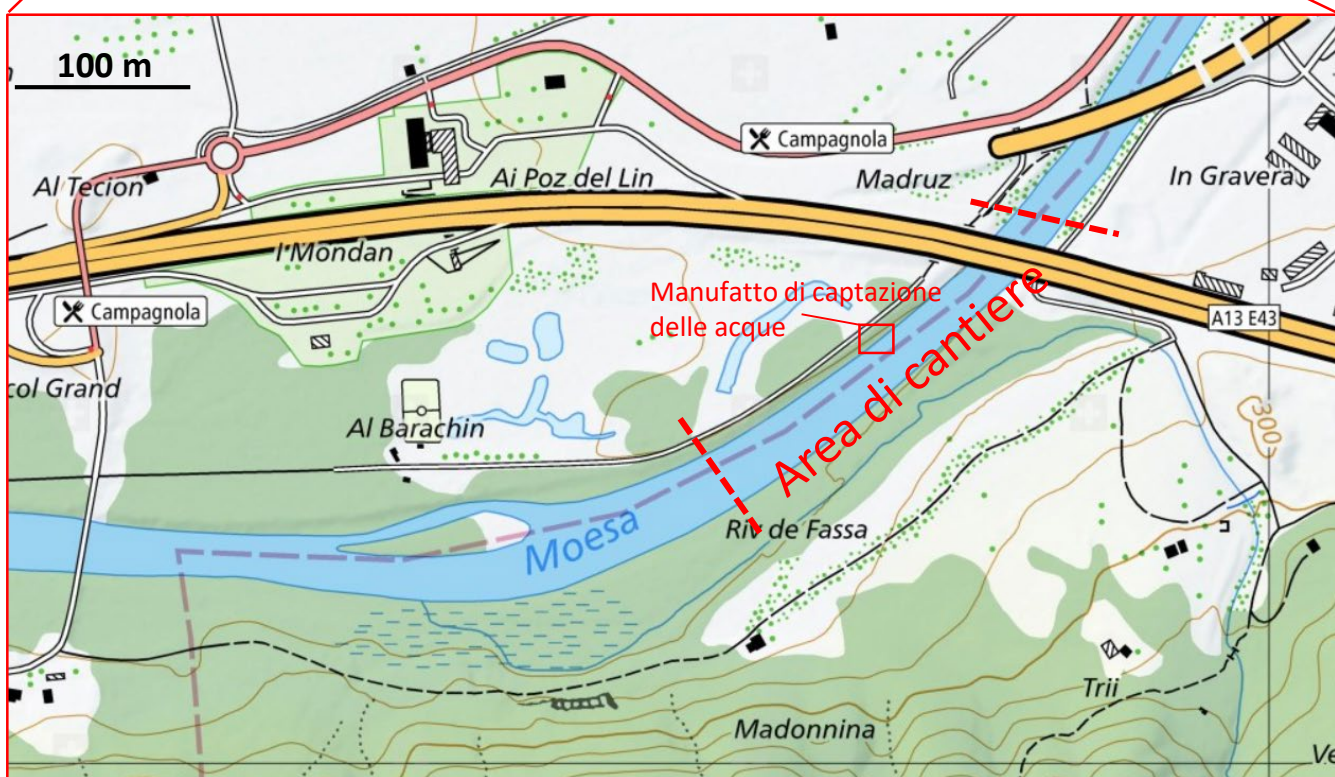 100 m
Campagnola
Al Tecion
Ai Poz del Lin
Madruz
In Gravera
I Mondan
Manufatto di captazione
delle acque
Campagnola
A13 E43
Area di cantiere
col Grand
Al Barachin
300
Moesa
Riv de Fassa
Trii
Madonnina